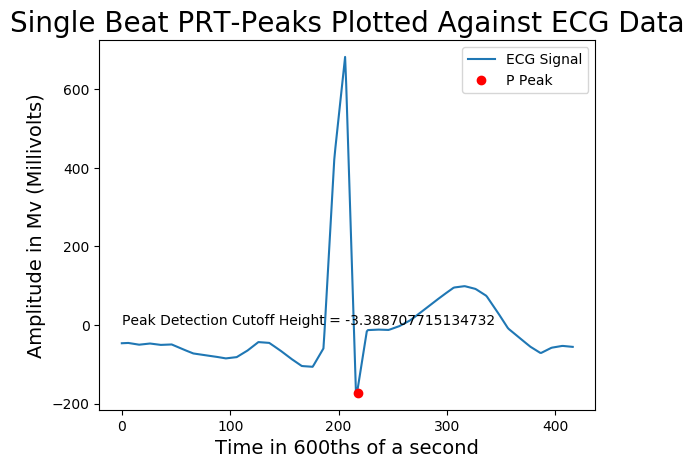 Single Beat PRT-Peaks Plotted Against ECG Data
ECG Signal
P Peak
Amplitude in Mv (Millivolts)
600
400
200
0
−200
Peak Detection Cutoff Height = -3.388707715134732
0
100
200
300
400
Time in 600ths of a second